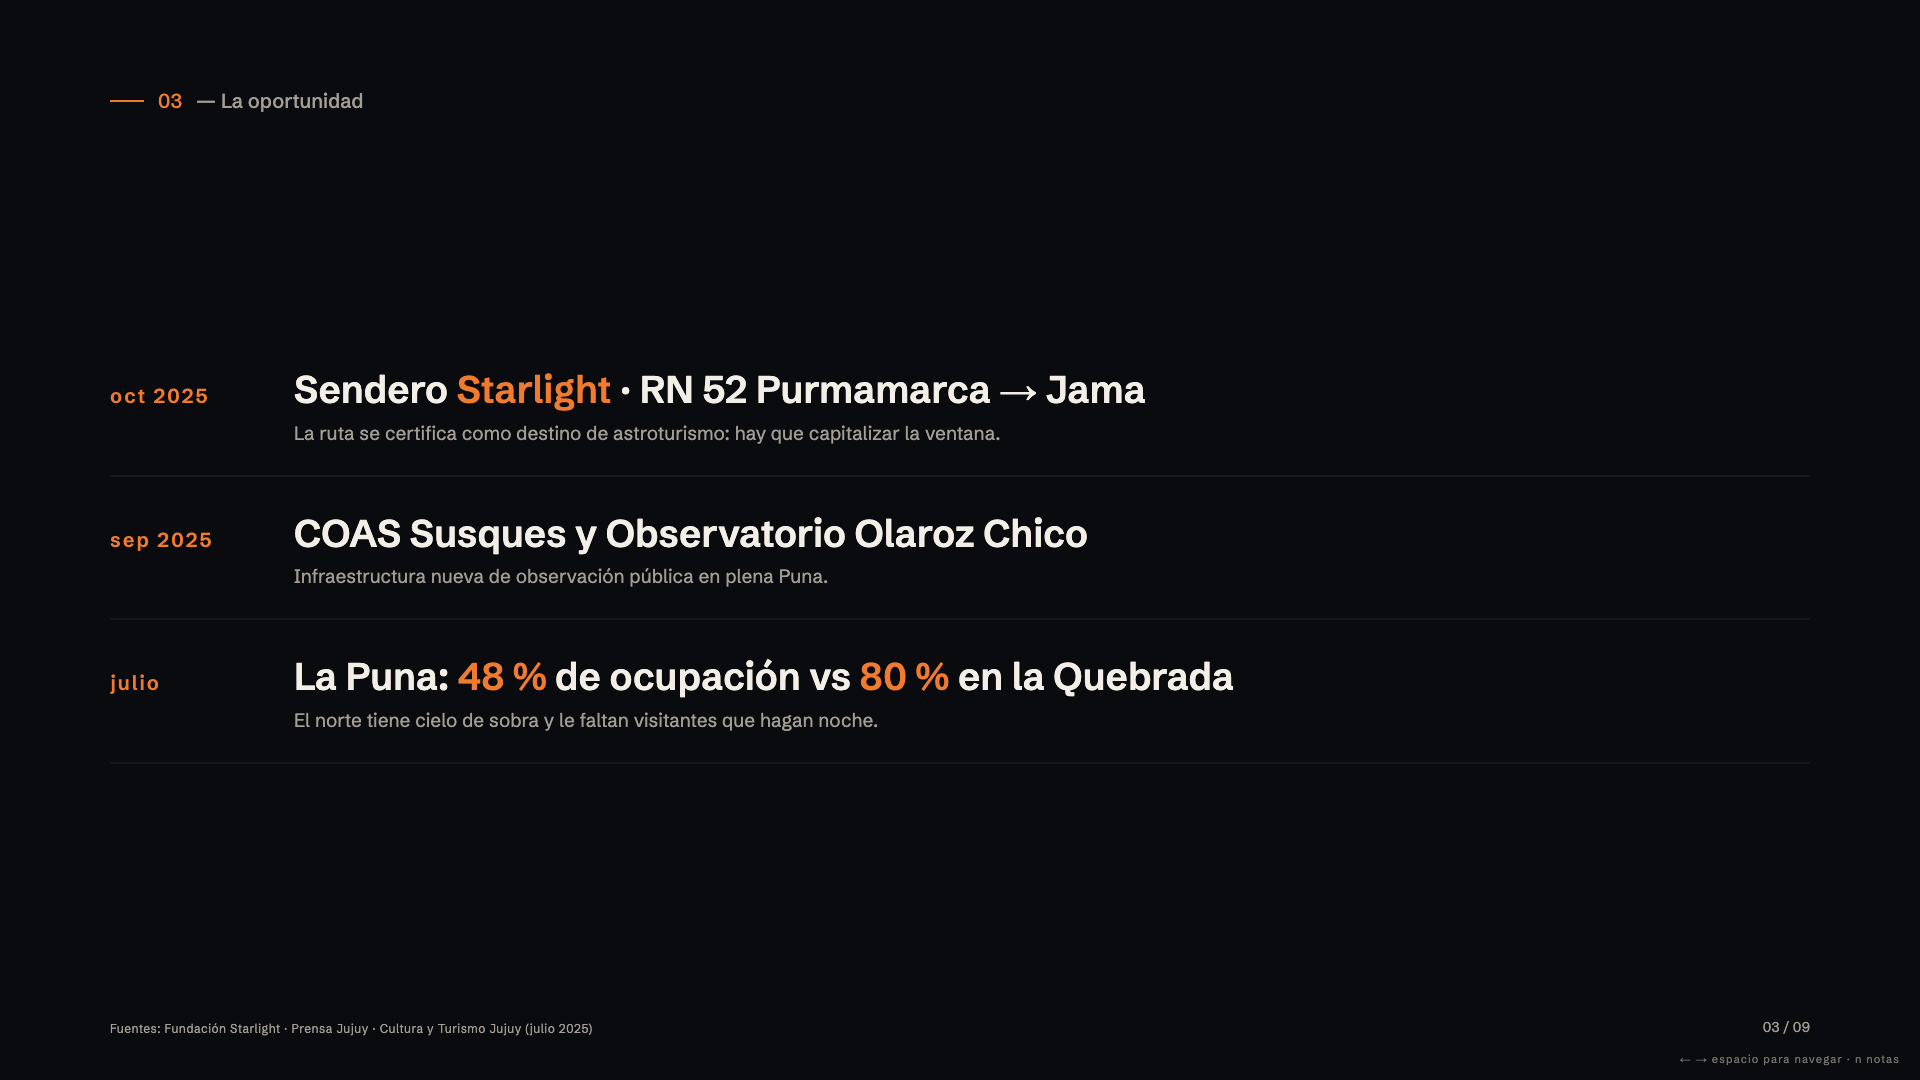 03 — La oportunidad
oct 2025
Sendero Starlight · RN 52 Purmamarca → Jama
La ruta se certifica como destino de astroturismo: hay que capitalizar la ventana.
sep 2025
COAS Susques y Observatorio Olaroz Chico
Infraestructura nueva de observación pública en plena Puna.
julio
La Puna: 48 % de ocupación vs 80 % en la Quebrada
El norte tiene cielo de sobra y le faltan visitantes que hagan noche.
Fuentes: Fundación Starlight · Prensa Jujuy · Cultura y Turismo Jujuy (julio 2025)
03 / 09
← → espacio para navegar · n notas